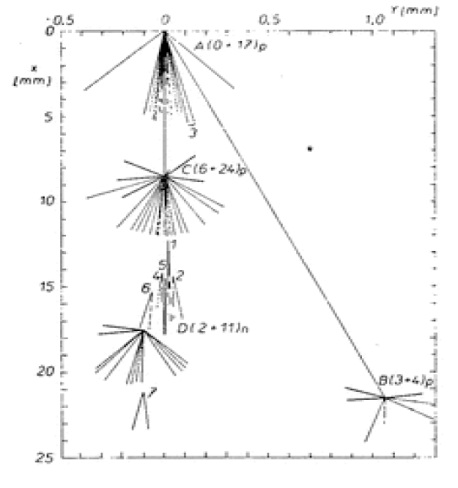 -0.5 0 0.5 1.0 Y(mm)
0
x
(mm)
A(0+17)p
5
3
C(6+24)p
10
1
5
4 2
15
6
D(2+11)n
20
B(3+4)p
7
25